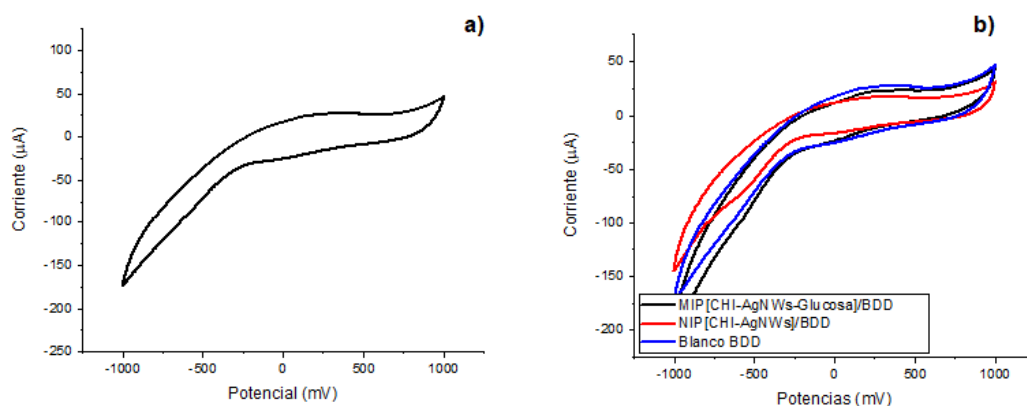 a)
100
50
0
-50
-100
-150
-200
-250
-1000
-500
0
500
1000
Corriente (µA)
Potencial (mV)
b)
50
0
-50
-100
-150
-200
MIP[CHI-AgNWs-Glucosa]/BDD
NIP[CHI-AgNWs]/BDD
Blanco BDD
-1000
-500
0
500
1000
Corriente (µA)
Potencias (mV)